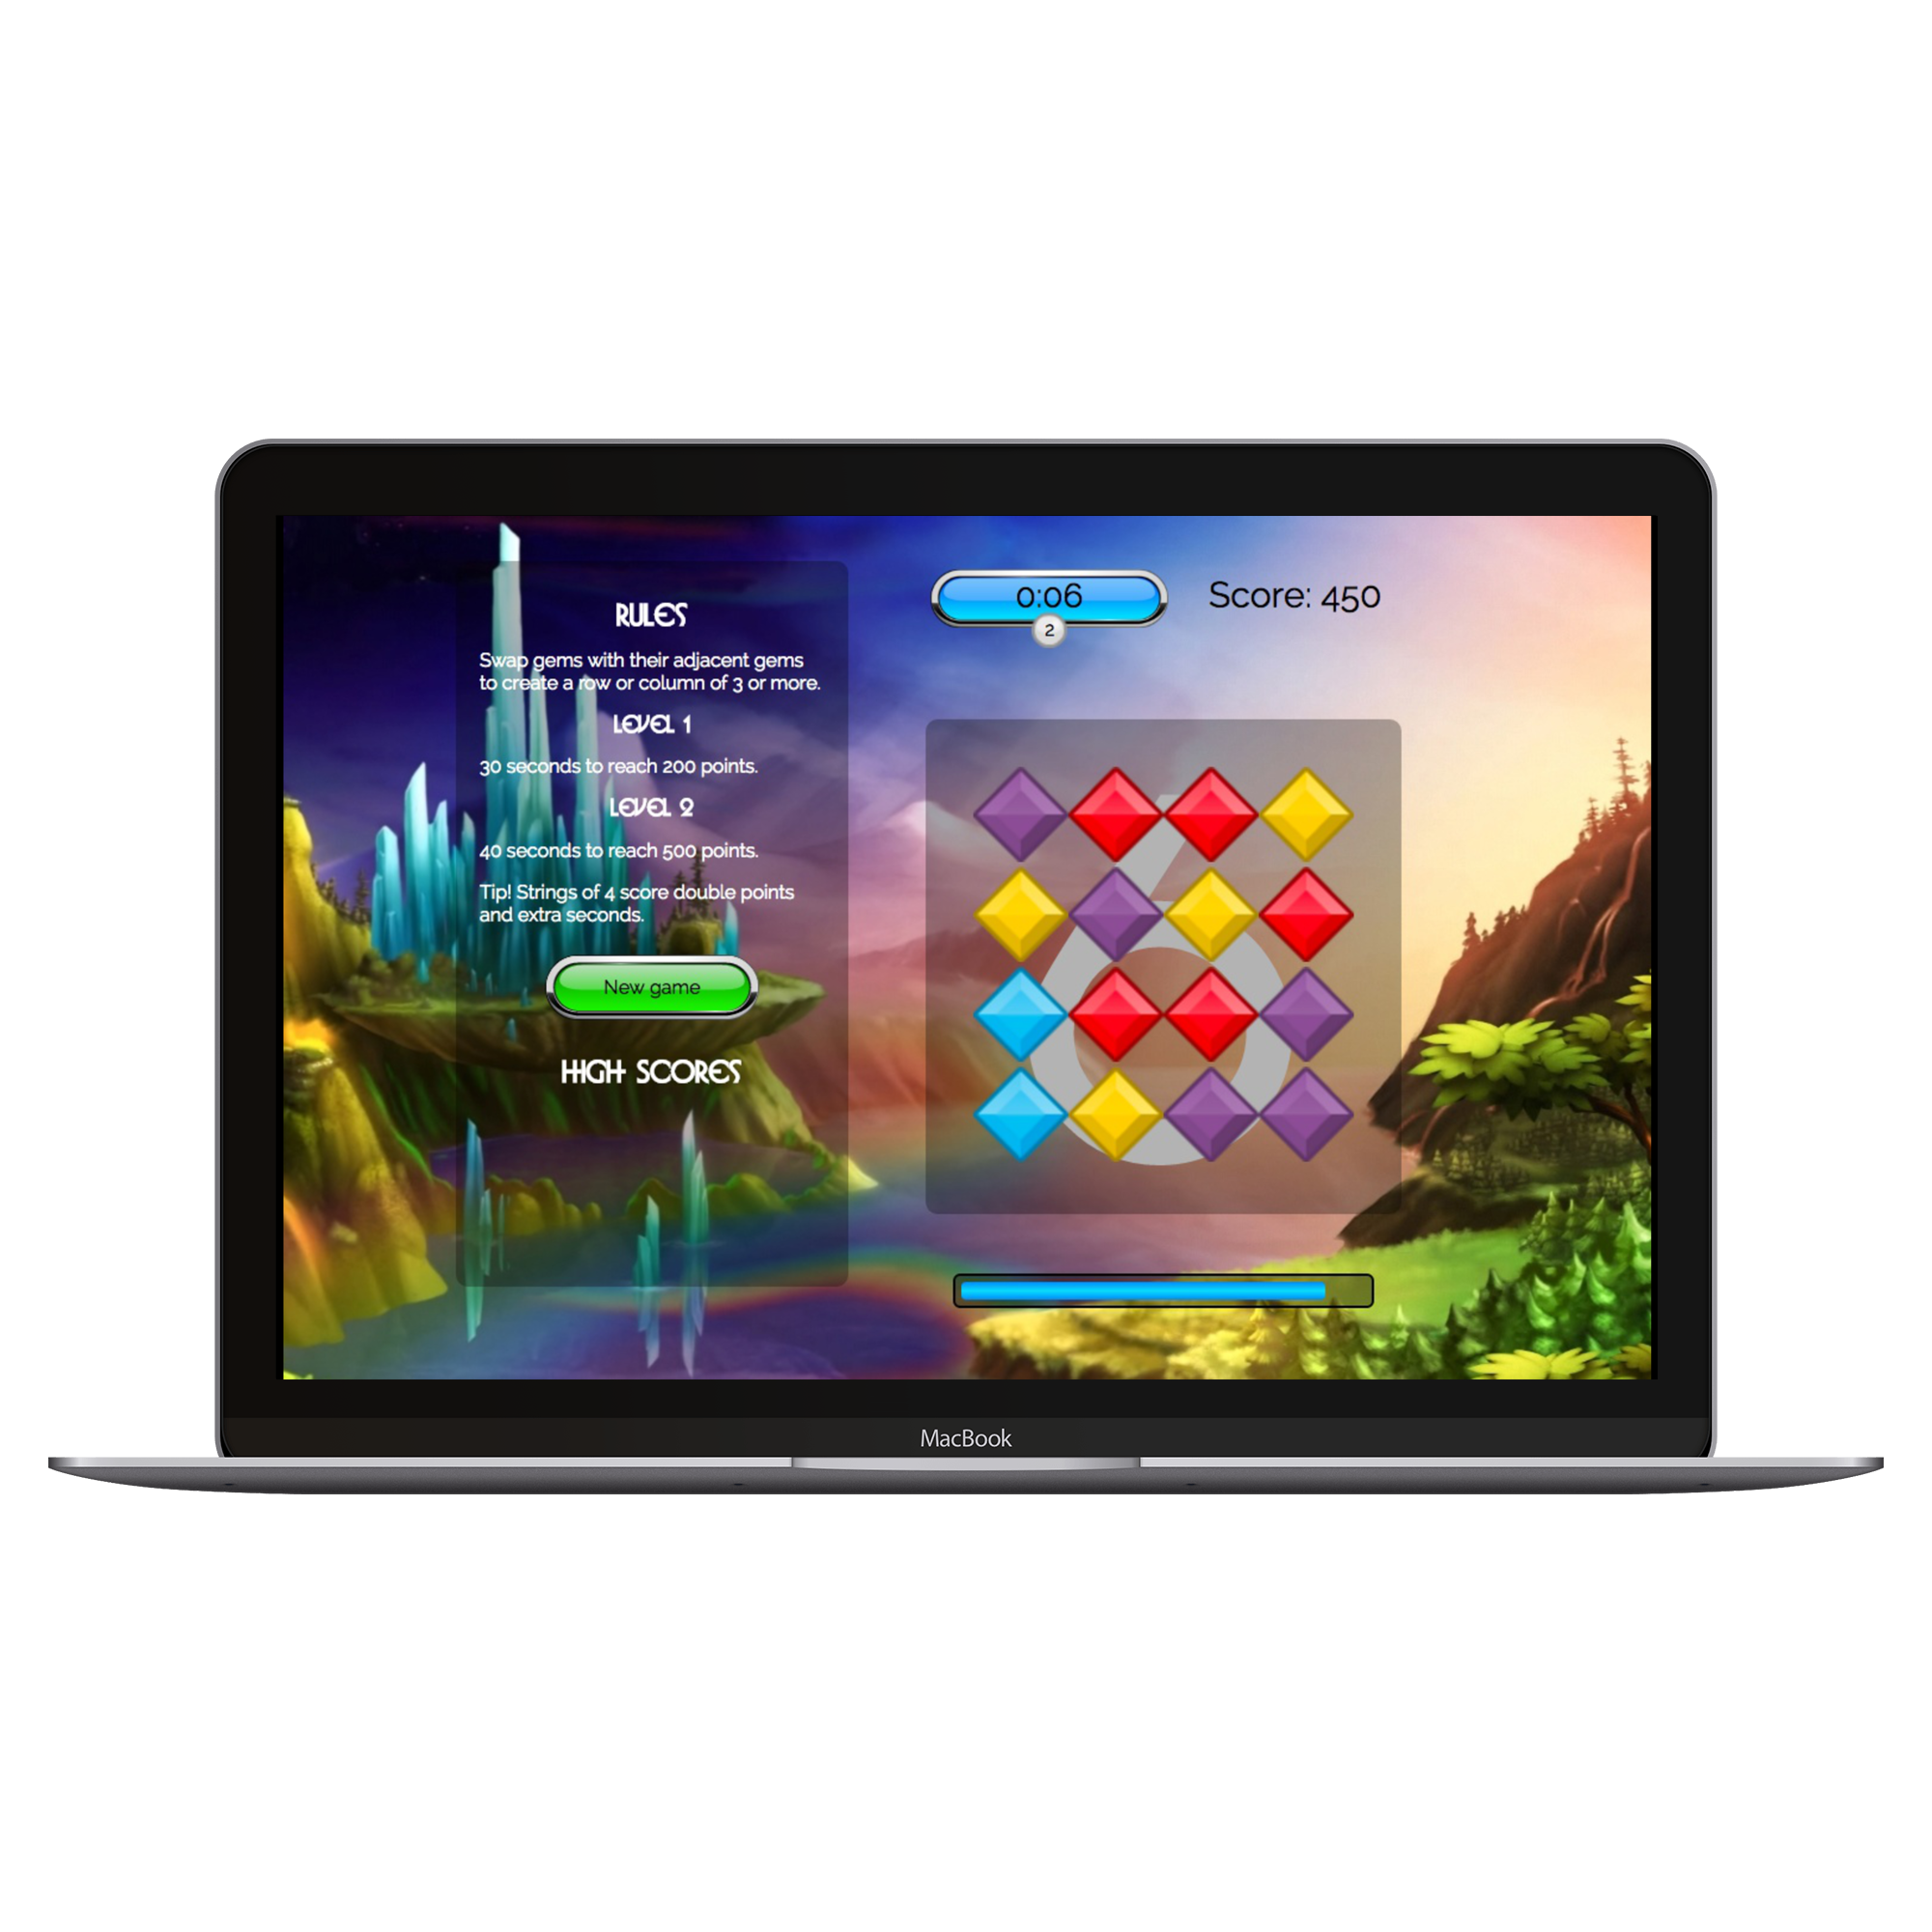 RULES
Swap gems with their adjacent gems
to create a row or column of 3 or more.
LEVEL 1
30 seconds to reach 200 points.
LEVEL 2
40 seconds to reach 500 points.
Tip! Strings of 4 score double points
and extra seconds.
New game
HIGH SCORES
0:06
2
Score: 450
6
MacBook